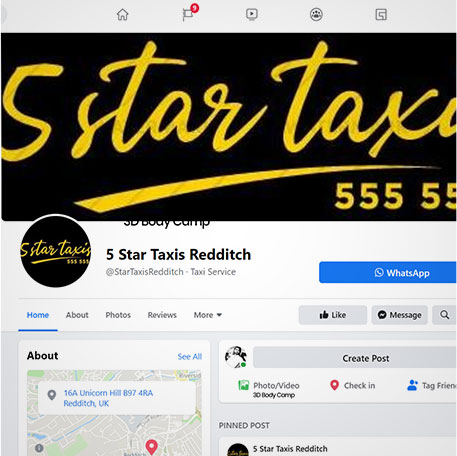 9
5 star taxi
555 55
3D Body Camp
5 Star Taxis Redditch
@StarTaxisRedditch - Taxi Service
5 star taxis
555 555
WhatsApp
Home About Photos Reviews More
Like Message
About See All
Create Post
16A Unicorn Hill B97 4RA
Redditch, UK
Photo/Video Check in Tag Friend
3D Body Camp
PINNED POST
5 Star Taxis Redditch